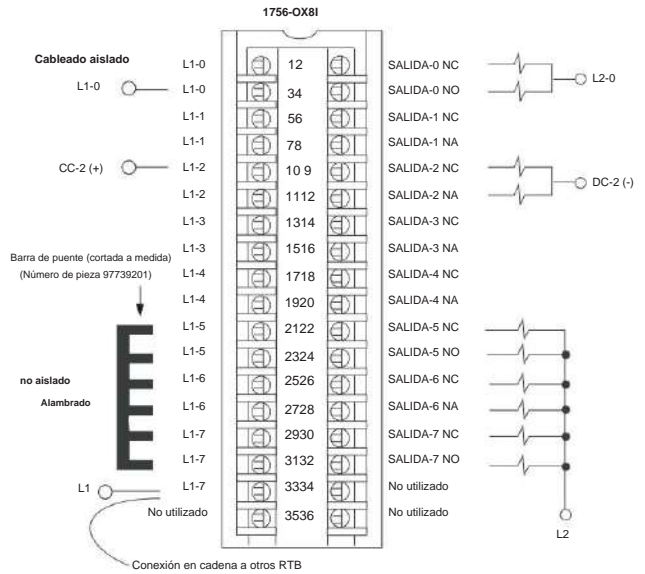 1756-OX8I
Cableado aislado
L1-0 12 SALIDA-0 NC
L1-0 L1-0 34 SALIDA-0 NO L2-0
L1-1 56 SALIDA-1 NC
L1-1 78 SALIDA-1 NA
CC-2 (+) L1-2 10 9 SALIDA-2 NC DC-2 (-)
L1-2 1112 SALIDA-2 NA
L1-3 1314 SALIDA-3 NC
L1-3 1516 SALIDA-3 NA
Barra de puente (cortada a medida)
(Número de pieza 97739201)
L1-4 1718 SALIDA-4 NC
L1-4 1920 SALIDA-4 NA
L1-5 2122 SALIDA-5 NC
L1-5 2324 SALIDA-5 NO
no aislado
Alambrado
L1-6 2526 SALIDA-6 NC
L1-6 2728 SALIDA-6 NA
L1-7 2930 SALIDA-7 NC
L1-7 3132 SALIDA-7 NO
L1 L1-7 3334 No utilizado
No utilizado 3536 No utilizado
L2
Conexión en cadena a otros RTB